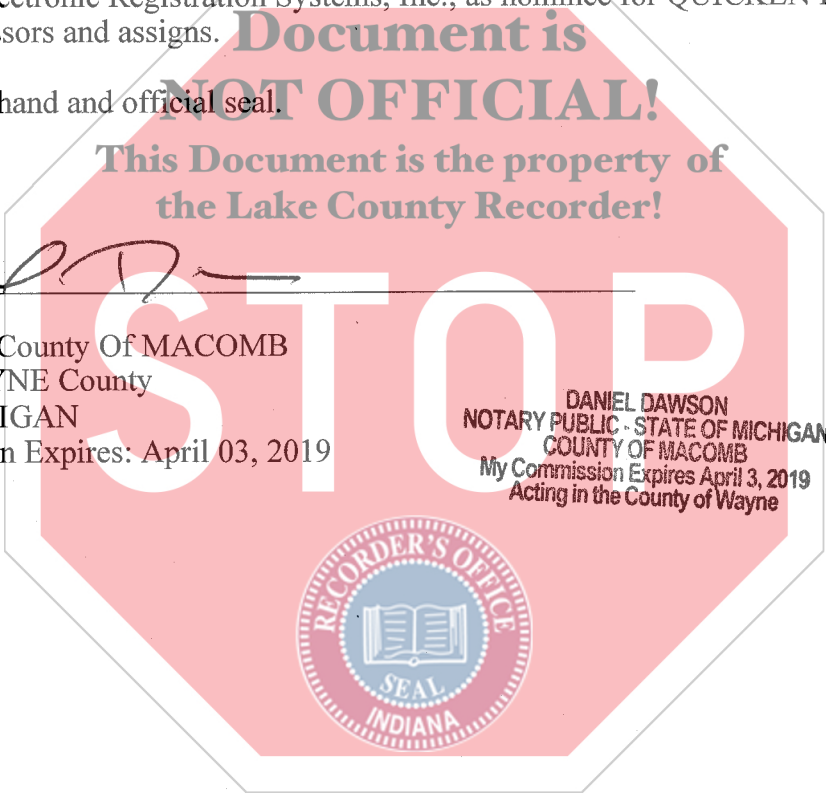 ctronic Registration Systems, Inc., as nominee for QUICKEN
ssors and assigns.
Document is
hand and official seal.
NOT OFFICIAL!
This Document is the property of
the Lake County Recorder!
STOP
County Of MACOMB
YNE County
IGAN
n Expires: April 03, 2019
DANIEL DAWSON
NOTARY PUBLIC - STATE OF MICHIGAN
COUNTY OF MACOMB
My Commission Expires April 3, 2019
Acting in the County of Wayne
RECORDER'S OFFICE
SEAL
INDIANA